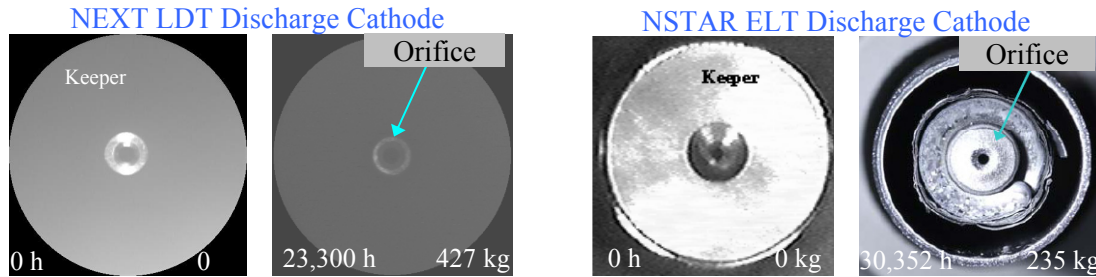 NEXT LDT Discharge Cathode
Keeper
Orifice
0 h
0
23,300 h
427 kg
NSTAR ELT Discharge Cathode
Keeper
Orifice
0 h
0 kg
30,352 h
235 kg